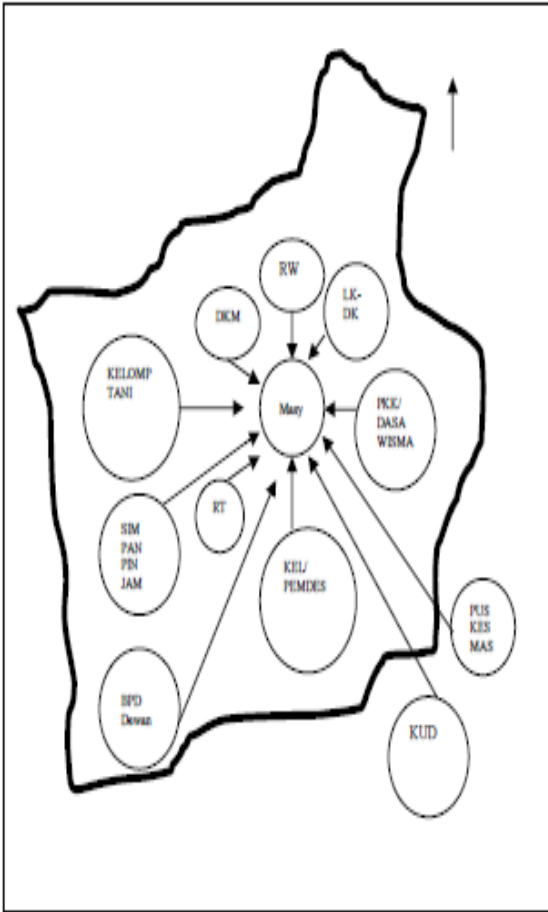 RW
LK-
DK
DKM
KELOMP
TANI
Masy
PKK/
DASA
WISMA
RT
SIM
PAN
PIN
JAM
KEL/
PEMDES
PUS
KES
MAS
BPD
Dewan
KUD